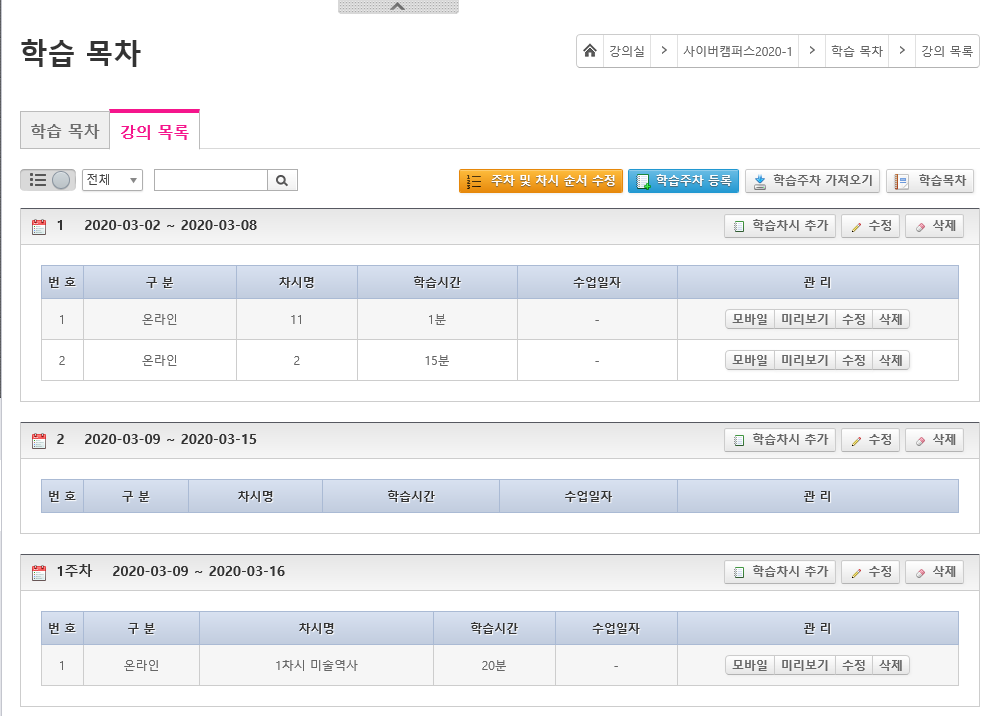 학습 목차
강의실 > 사이버캠퍼스2020-1 > 학습 목차 > 강의 목록
학습 목차 강의 목록
전체 주차 및 차시 순서 수정 학습주차 등록 학습주차 가져오기 학습목차
1 2020-03-02 ~ 2020-03-08 학습차시 추가 수정 삭제
번 호 구 분 차시명 학습시간 수업일자 관 리
1 온라인 11 1분 - 모바일 미리보기 수정 삭제
2 온라인 2 15분 - 모바일 미리보기 수정 삭제
2 2020-03-09 ~ 2020-03-15 학습차시 추가 수정 삭제
번 호 구 분 차시명 학습시간 수업일자 관 리
1주차 2020-03-09 ~ 2020-03-16 학습차시 추가 수정 삭제
번 호 구 분 차시명 학습시간 수업일자 관 리
1 온라인 1차시 미술역사 20분 - 모바일 미리보기 수정 삭제